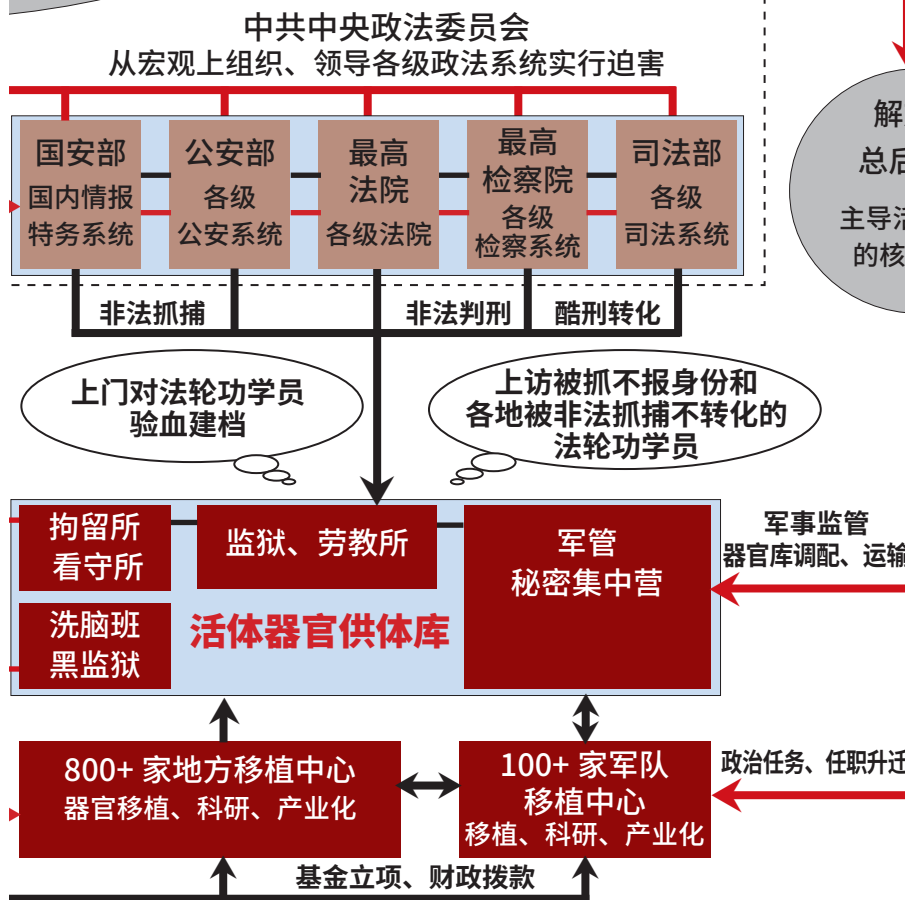 中共中央政法委员会
从宏观上组织、领导各级政法系统实行迫害
国安部
国内情报
特务系统
公安部
各级
公安系统
最高
法院
各级法院
最高
检察院
各级
检察系统
司法部
各级
司法系统
解
总后
主导活
的核
非法抓捕
非法判刑
酷刑转化
上门对法轮功学员
验血建档
上访被抓不报身份和
各地被非法抓捕不转化的
法轮功学员
拘留所
看守所
监狱、劳教所
军管
秘密集中营
洗脑班
黑监狱
活体器官供体库
军事监管
器官库调配、运输
800+ 家地方移植中心
器官移植、科研、产业化
100+ 家军队
移植中心
移植、科研、产业化
政治任务、任职升迁
基金立项、财政拨款